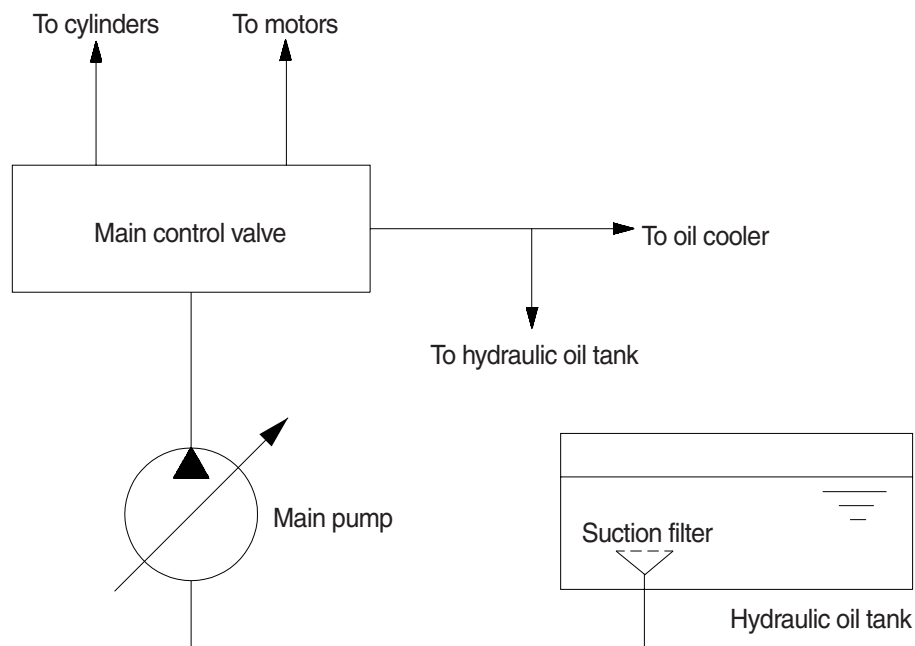 To cylinders
To motors
Main control valve
To oil cooler
To hydraulic oil tank
Main pump
Suction filter
Hydraulic oil tank